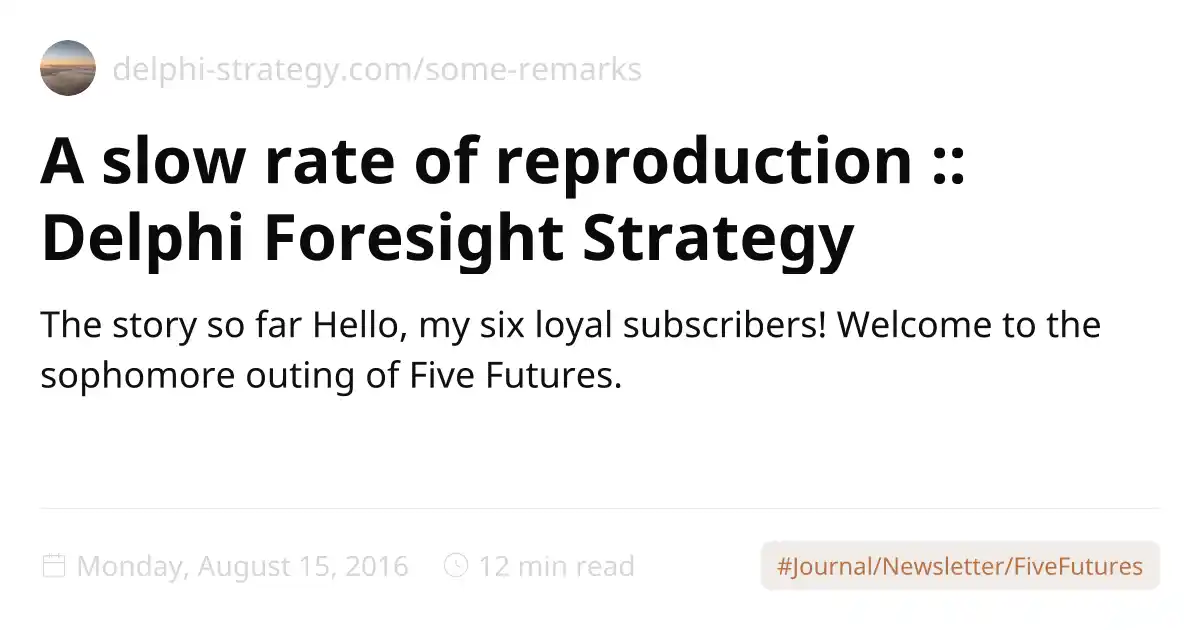 delphi-strategy.com/some-remarks
A slow rate of reproduction ::
Delphi Foresight Strategy
The story so far Hello, my six loyal subscribers! Welcome to the
sophomore outing of Five Futures.
Monday, August 15, 2016 12 min read #Journal/Newsletter/FiveFutures